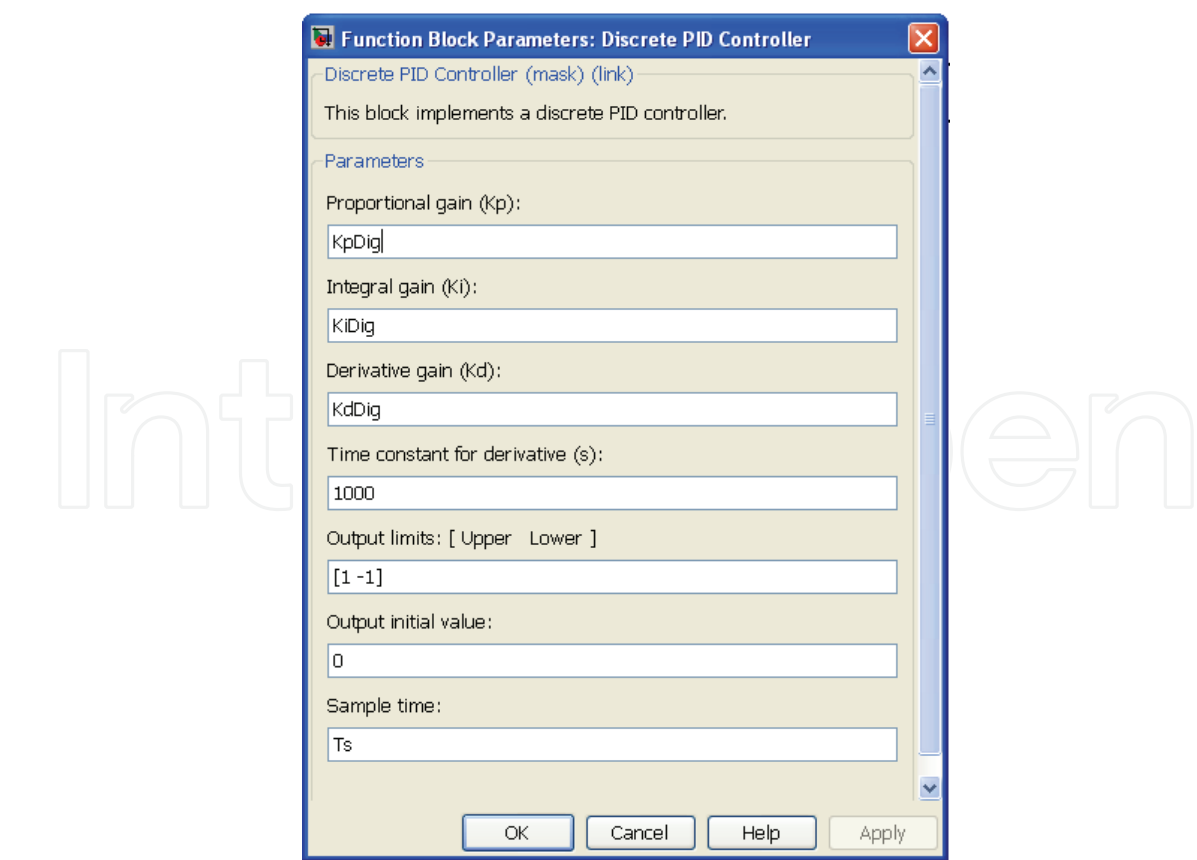 Function Block Parameters: Discrete PID Controller
Discrete PID Controller (mask) (link)
This block implements a discrete PID controller.
Parameters
Proportional gain (Kp):
KpDig
Integral gain (Ki):
KiDig
Derivative gain (Kd):
KdDig
Time constant for derivative (s):
1000
Output limits: [ Upper   Lower ]
[1 -1]
Output initial value:
0
Sample time:
Ts
OK Cancel Help Apply